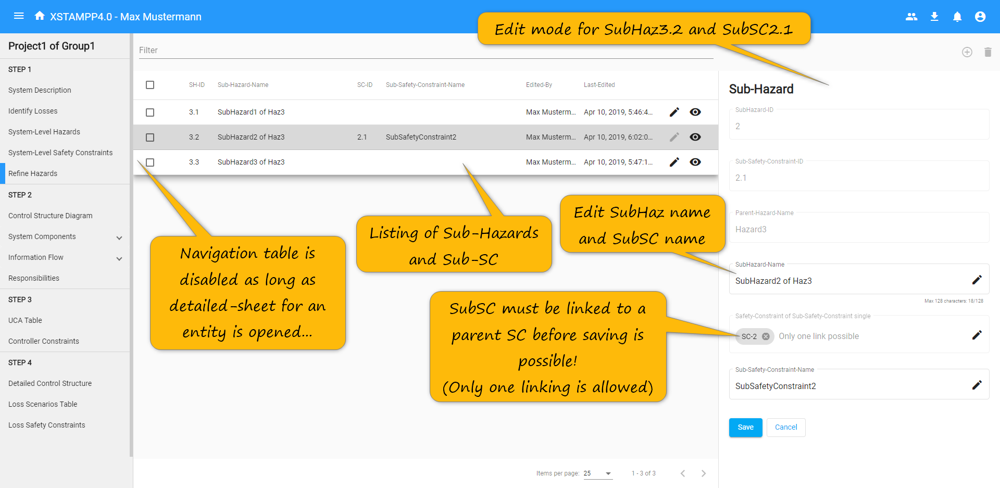 XSTAMPP4.0 - Max Mustermann
Edit mode for SubHaz3.2 and SubSC2.1
Project1 of Group1
STEP 1
System Description
Identify Losses
System-Level Hazards
System-Level Safety Constraints
Refine Hazards
STEP 2
Control Structure Diagram
System Components
Information Flow
Responsibilities
STEP 3
UCA Table
Controller Constraints
STEP 4
Detailed Control Structure
Loss Scenarios Table
Loss Safety Constraints
Filter
SH-ID Sub-Hazard-Name SC-ID Sub-Safety-Constraint-Name Edited-By Last-Edited
3.1 SubHazard1 of Haz3 Max Musterm... Apr 10, 2019, 5:46:4...
3.2 SubHazard2 of Haz3 2.1 SubSafetyConstraint2 Max Musterm... Apr 10, 2019, 6:02:0...
3.3 SubHazard3 of Haz3 Max Musterm... Apr 10, 2019, 5:47:1...
Navigation table is
disabled as long as
detailed-sheet for an
entity is opened...
Listing of Sub-Hazards
and Sub-SC
Edit SubHaz name
and SubSC name
SubSC must be linked to a
parent SC before saving is
possible!
(Only one linking is allowed)
Items per page: 25 1 - 3 of 3
Sub-Hazard
SubHazard-ID
2
Sub-Safety-Constraint-ID
2.1
Parent-Hazard-Name
Hazard3
SubHazard-Name
SubHazard2 of Haz3
Max 128 characters: 18/128
Safety-Constraint of Sub-Safety-Constraint single
SC-2 Only one link possible
Sub-Safety-Constraint-Name
SubSafetyConstraint2
Save Cancel